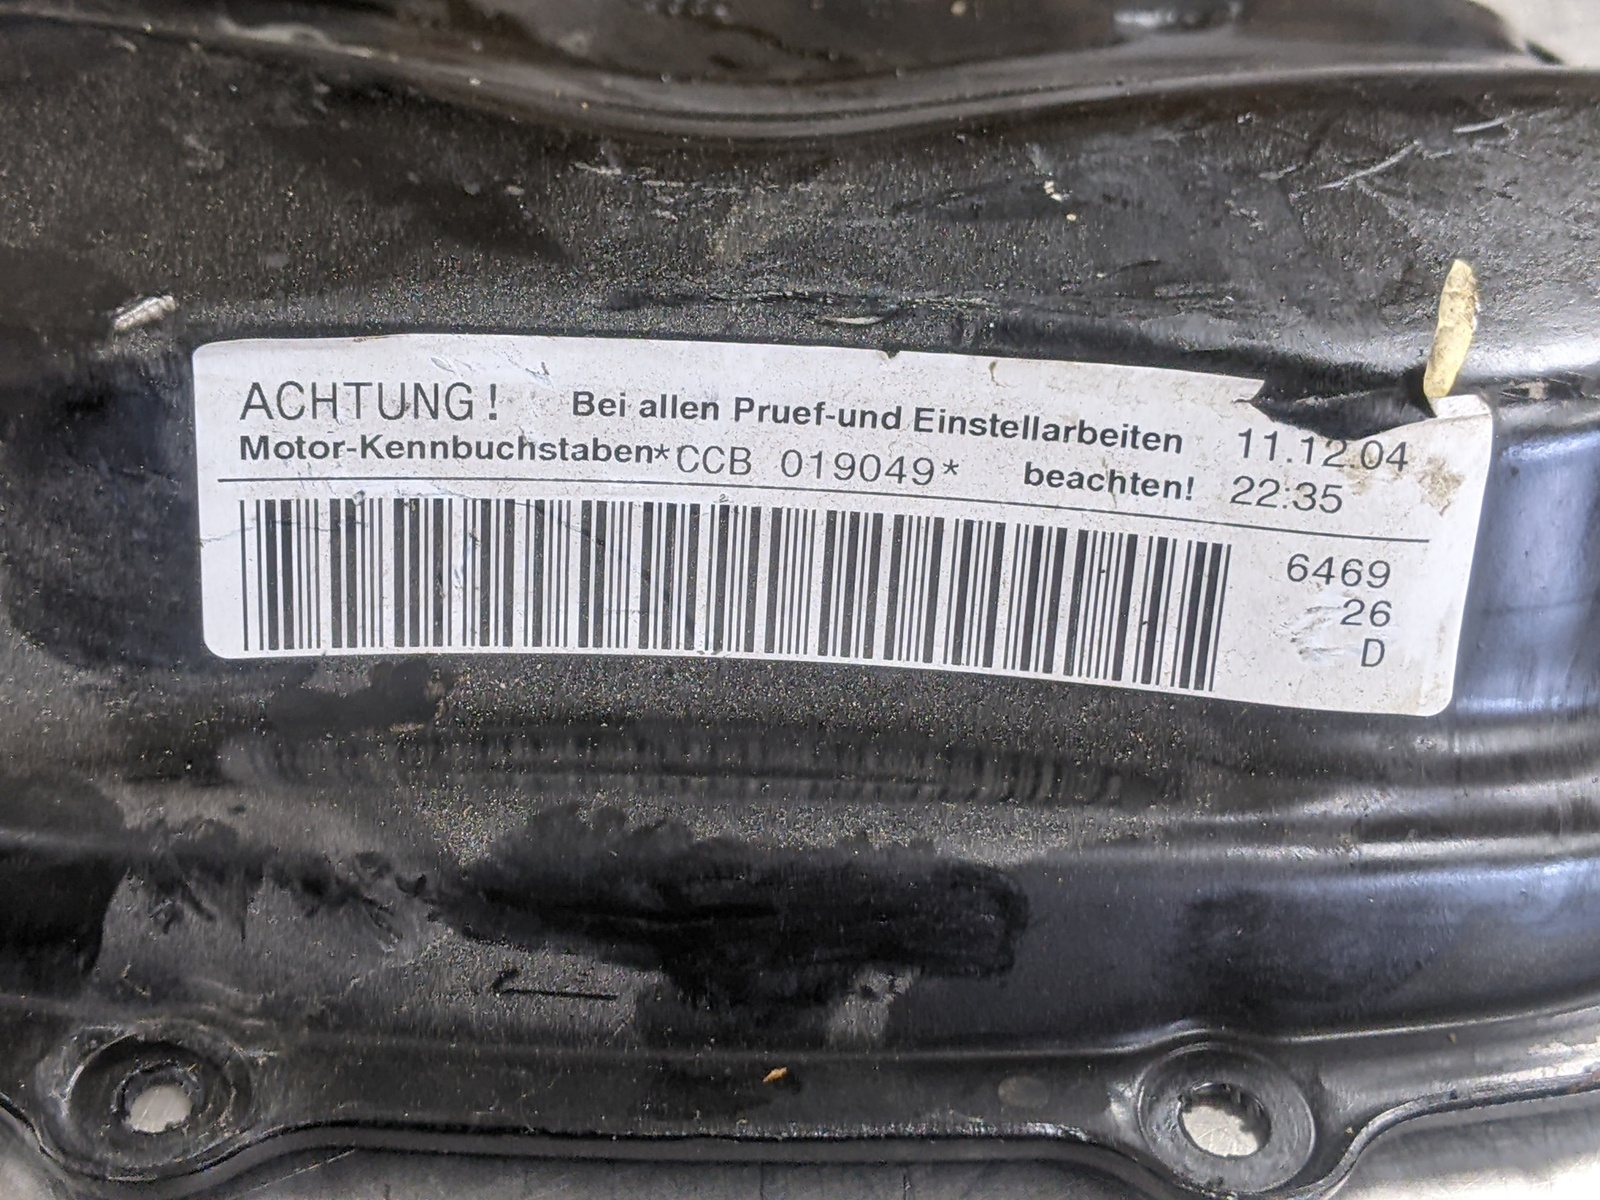 ACHTUNG! Bei allen Pruef-und Einstellarbeiten 11.12.04
Motor-Kennbuchstaben*CCB 019049* beachten! 22:35
6469
26
D